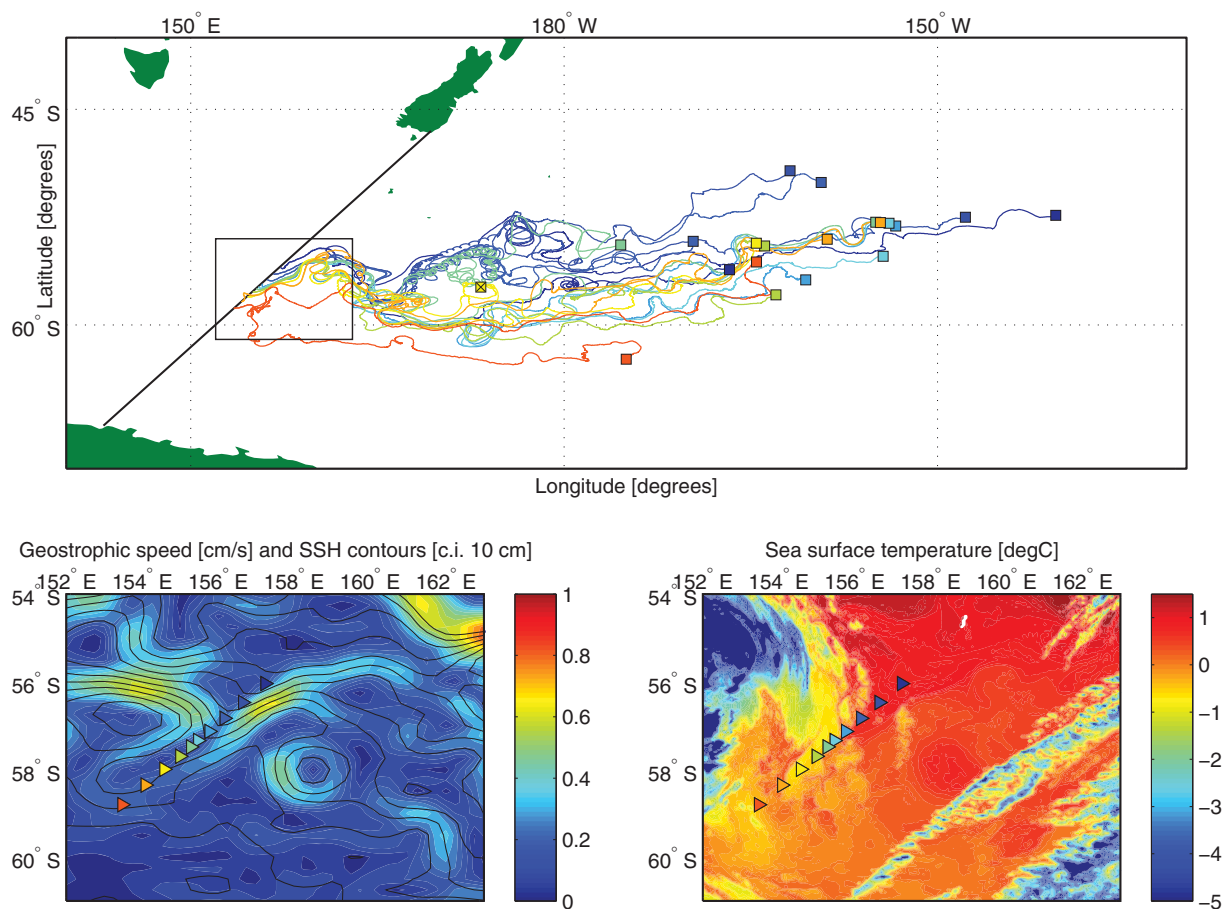 150° E 180° W 150° W
45° S
60° S
Latitude [degrees]
Longitude [degrees]
Geostrophic speed [cm/s] and SSH contours [c.i. 10 cm]
152° E 154° E 156° E 158° E 160° E 162° E
54° S
56° S
58° S
60° S
1
0.8
0.6
0.4
0.2
0
Sea surface temperature [degC]
152° E 154° E 156° E 158° E 160° E 162° E
54° S
56° S
58° S
60° S
1
0
−1
−2
−3
−4
−5